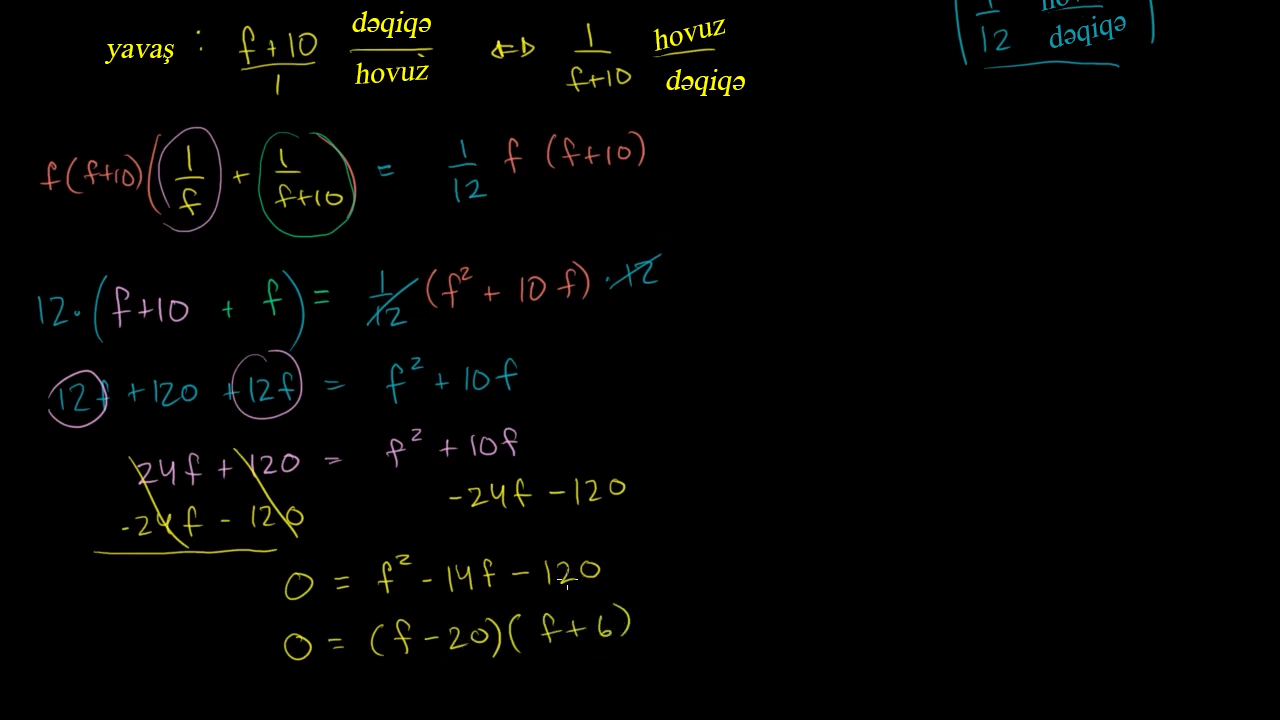 yavaş : f+10/1 dəqiqə/hovuz ⇔ 1/f+10 hovuz/dəqiqə
1/12 dəqiqə
f(f+10)(1/f + 1/f+10) = 1/12 f (f+10)
12·(f+10 + f) = 1/12 (f² + 10f)·12
12f +120 +12f = f² + 10f
24f + 120 = f² + 10f
-24f - 120 -24f - 120
0 = f² - 14f - 120
0 = (f - 20)(f + 6)